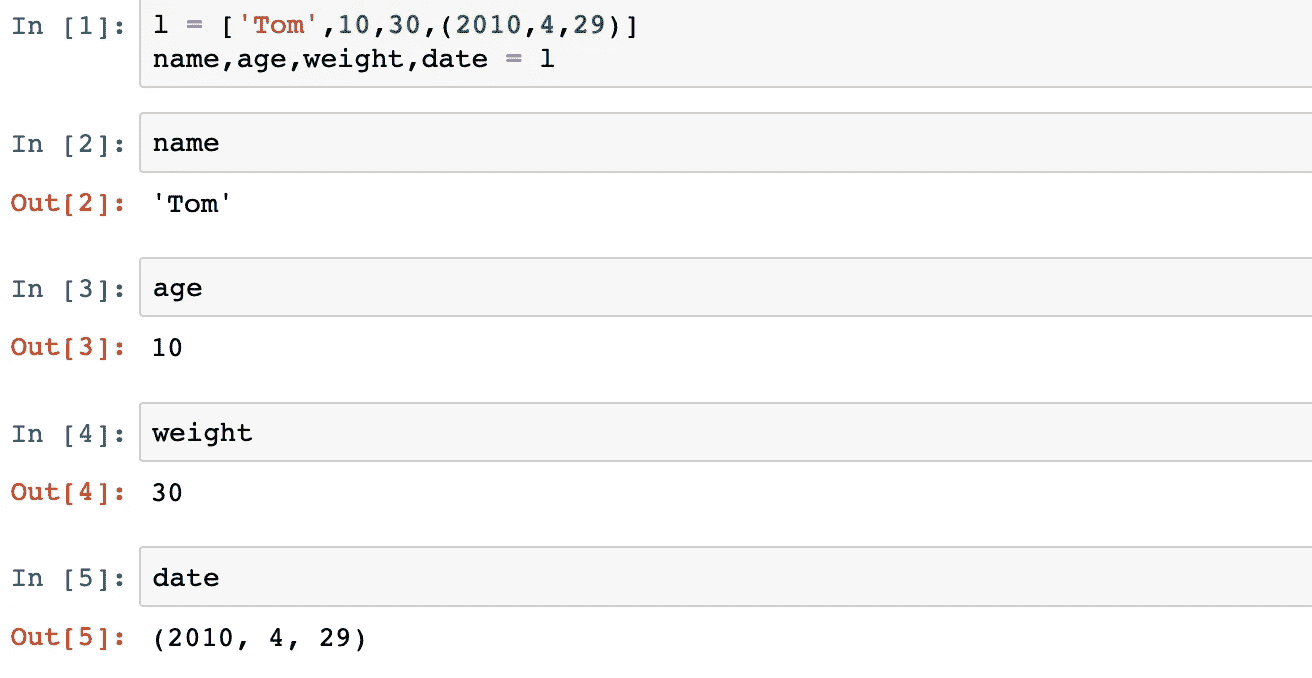 In [1]: l = ['Tom',10,30,(2010,4,29)]
name,age,weight,date = l
In [2]: name
Out[2]: 'Tom'
In [3]: age
Out[3]: 10
In [4]: weight
Out[4]: 30
In [5]: date
Out[5]: (2010, 4, 29)